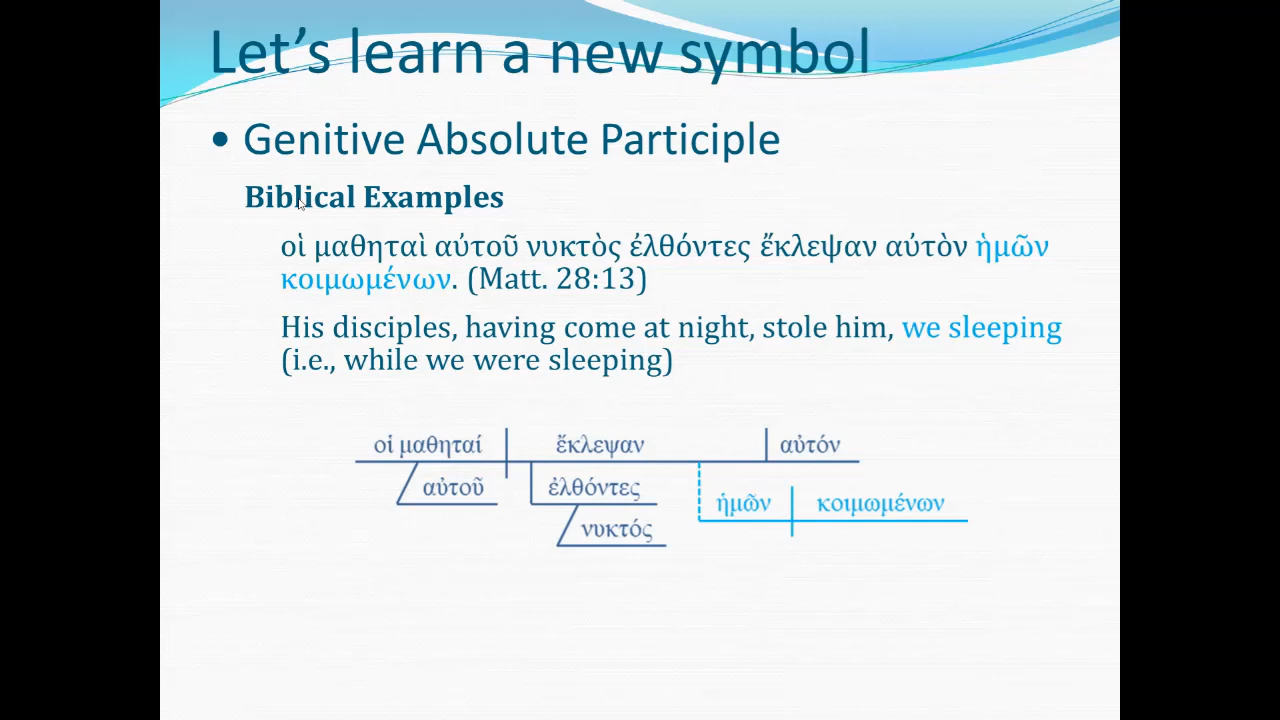 Let's learn a new symbol
• Genitive Absolute Participle
Biblical Examples
οἱ μαθηταὶ αὐτοῦ νυκτὸς ἐλθόντες ἔκλεψαν αὐτὸν ἡμῶν
κοιμωμένων. (Matt. 28:13)
His disciples, having come at night, stole him, we sleeping
(i.e., while we were sleeping)
οἱ μαθηταί ἔκλεψαν αὐτόν
αὐτοῦ ἐλθόντες ἡμῶν κοιμωμένων
νυκτός